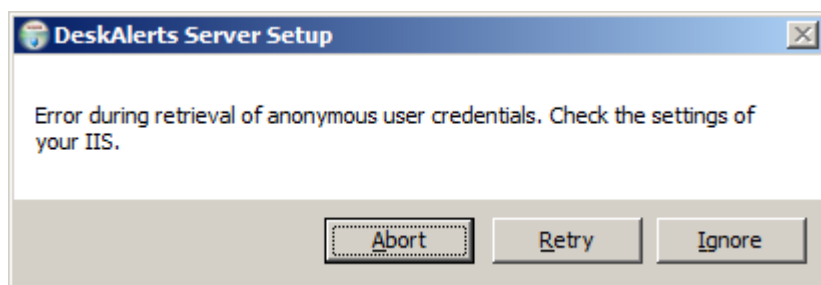 DeskAlerts Server Setup
Error during retrieval of anonymous user credentials. Check the settings of
your IIS.
Abort Retry Ignore